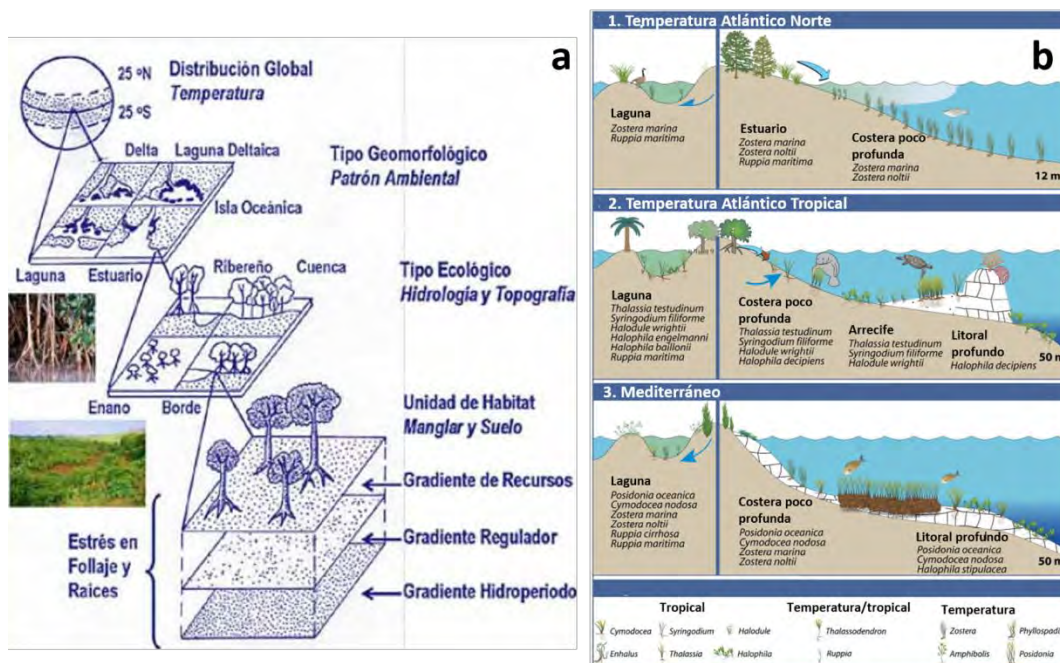 a
25 ºN
25 ºS
Distribución Global
Temperatura
Delta Laguna Deltaica
Tipo Geomorfológico
Patrón Ambiental
Isla Oceánica
Laguna Estuario
Ribereño Cuenca
Tipo Ecológico
Hidrología y Topografía
Enano Borde
Unidad de Habitat
Manglar y Suelo
Gradiente de Recursos
Estrés en
Follaje y
Raices
Gradiente Regulador
Gradiente Hidroperiodo
b
1. Temperatura Atlántico Norte
Laguna
Zostera marina
Ruppia maritima
Estuario
Zostera marina
Zostera noltii
Ruppia maritima
Costera poco
profunda
Zostera marina
Zostera noltii
12 m
2. Temperatura Atlántico Tropical
Laguna
Thalassia testudinum
Syringodium filiforme
Halodule wrightii
Halophila engelmanni
Halophila baillonii
Ruppia maritima
Costera poco
profunda
Thalassia testudinum
Syringodium filiforme
Halodule wrightii
Halophila decipiens
Arrecife
Thalassia testudinum
Syringodium filiforme
Halodule wrightii
Litoral
profundo
Halophila decipiens
50 m
3. Mediterráneo
Laguna
Posidonia oceanica
Cymodocea nodosa
Zostera marina
Zostera noltii
Ruppia cirrhosa
Ruppia maritima
Costera poco
profunda
Posidonia oceanica
Cymodocea nodosa
Zostera marina
Zostera noltii
Litoral profundo
Posidonia oceanica
Cymodocea nodosa
Halophila stipulacea
50 m
Tropical Temperatura/tropical Temperatura
Cymodocea Syringodium Halodule Thalassodendron Zostera Phyllospadi
Enhalus Thalassia Halophila Ruppia Amphibolis Posidonia